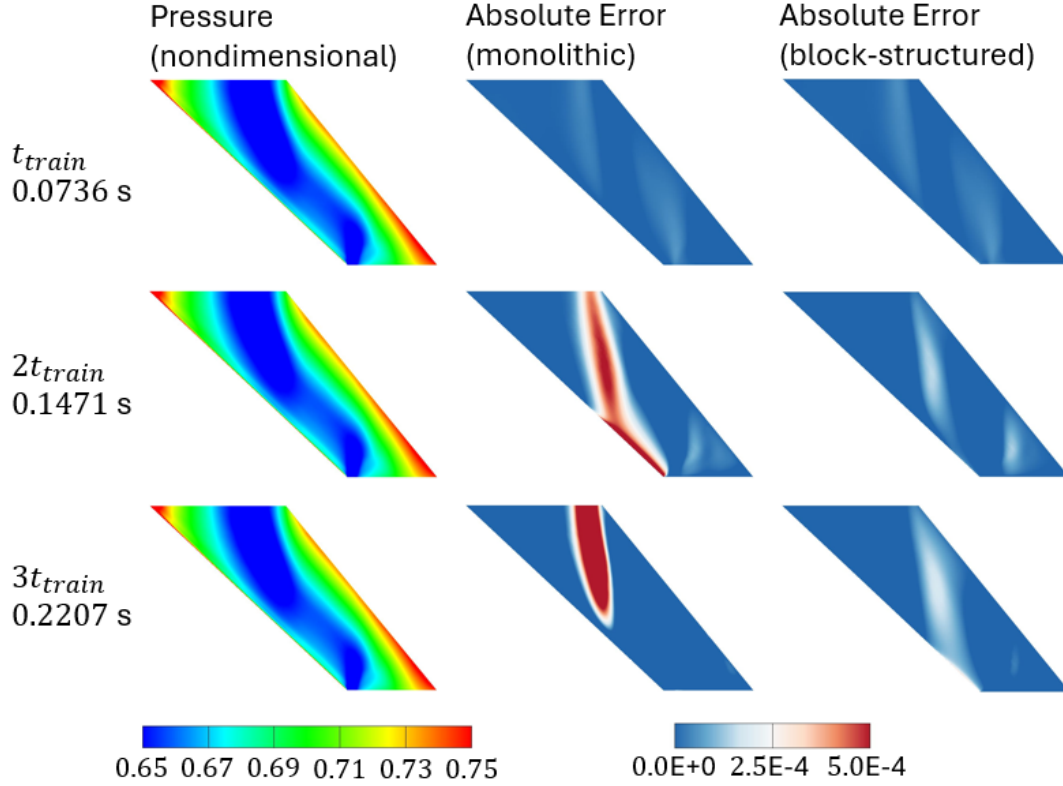 Pressure
(nondimensional)
Absolute Error
(monolithic)
Absolute Error
(block-structured)
t_train
0.0736 s
2t_train
0.1471 s
3t_train
0.2207 s
0.65 0.67 0.69 0.71 0.73 0.75
0.0E+0 2.5E-4 5.0E-4